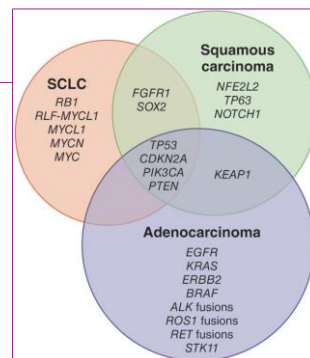 SCLC
RB1
RLF-MYCL1
MYCL1
MYCN
MYC
FGFR1
SOX2
Squamous
carcinoma
NFE2L2
TP63
NOTCH1
TP53
CDKN2A
PIK3CA
PTEN
KEAP1
Adenocarcinoma
EGFR
KRAS
ERBB2
BRAF
ALK fusions
ROS1 fusions
RET fusions
STK11